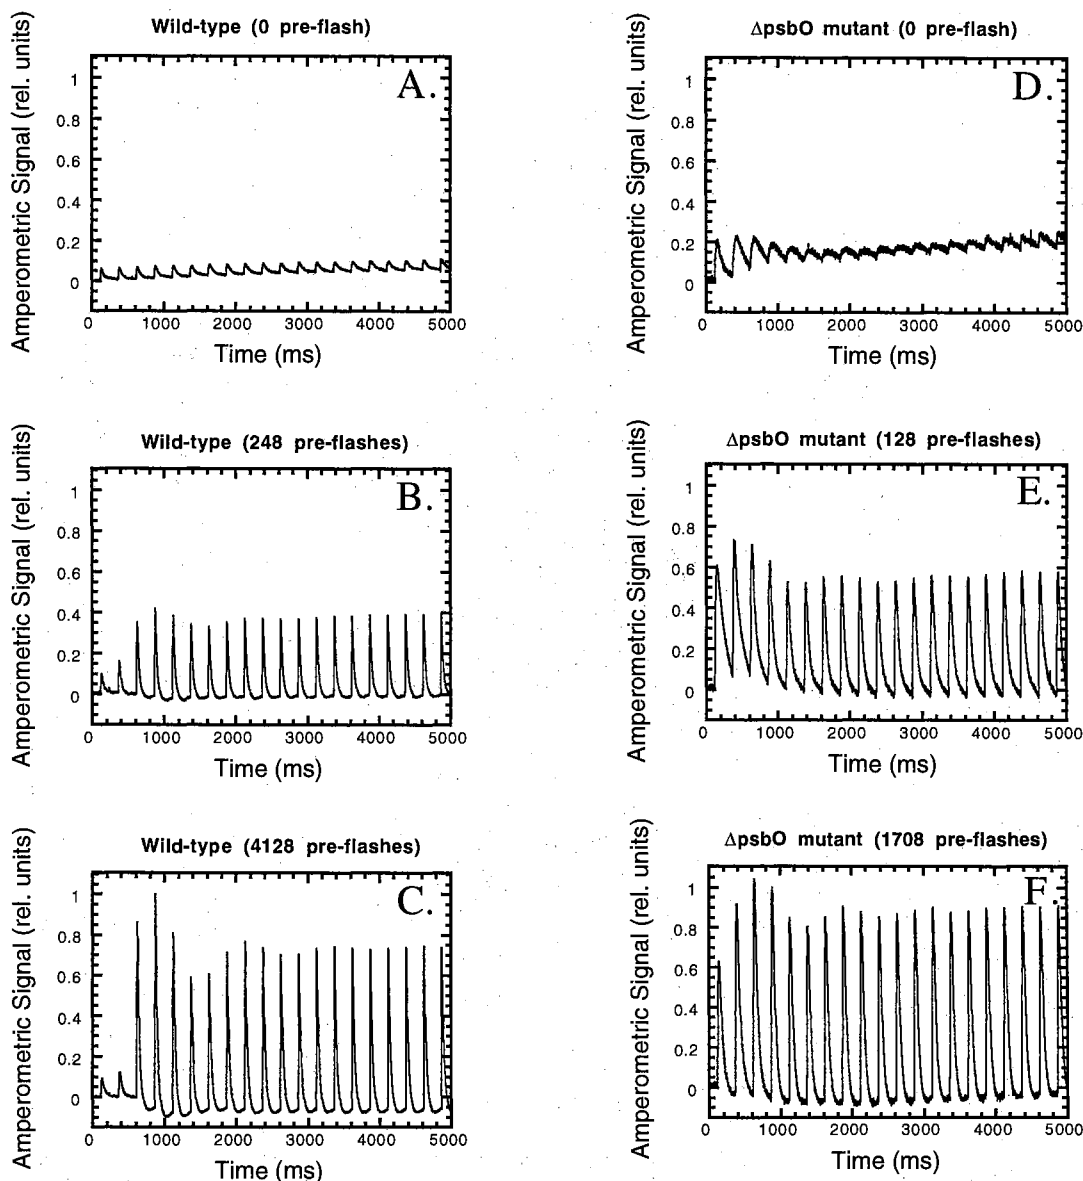 Wild-type (0 pre-flash)
Amperometric Signal (rel. units)
A.
1
0.8
0.6
0.4
0.2
0
0 1000 2000 3000 4000 5000
Time (ms)
ΔpsbO mutant (0 pre-flash)
Amperometric Signal (rel. units)
D.
1
0.8
0.6
0.4
0.2
0
0 1000 2000 3000 4000 5000
Time (ms)
Wild-type (248 pre-flashes)
Amperometric Signal (rel. units)
B.
1
0.8
0.6
0.4
0.2
0
0 1000 2000 3000 4000 5000
Time (ms)
ΔpsbO mutant (128 pre-flashes)
Amperometric Signal (rel. units)
E.
1
0.8
0.6
0.4
0.2
0
0 1000 2000 3000 4000 5000
Time (ms)
Wild-type (4128 pre-flashes)
Amperometric Signal (rel. units)
C.
1
0.8
0.6
0.4
0.2
0
0 1000 2000 3000 4000 5000
Time (ms)
ΔpsbO mutant (1708 pre-flashes)
Amperometric Signal (rel. units)
F.
1
0.8
0.6
0.4
0.2
0
0 1000 2000 3000 4000 5000
Time (ms)